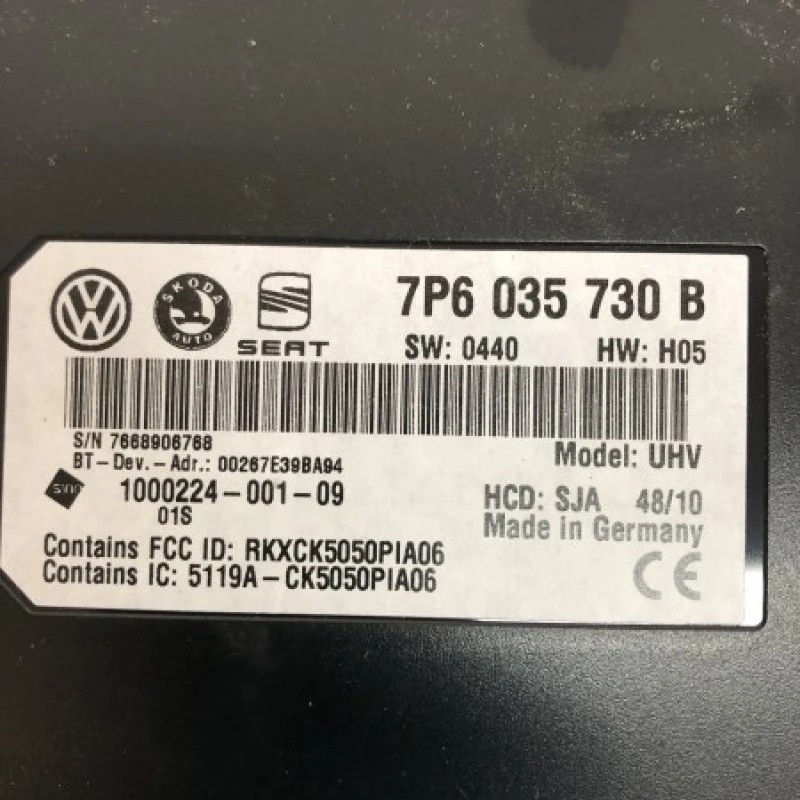 VW
SKODA AUTO
SEAT
7P6 035 730 B
SW: 0440 HW: H05
S/N 7668906768
BT-Dev.-Adr.: 00267E39BA94
Model: UHV
1000224-001-09
01S
HCD: SJA 48/10
Made in Germany
Contains FCC ID: RKXCK5050PIA06
Contains IC: 5119A-CK5050PIA06
CE